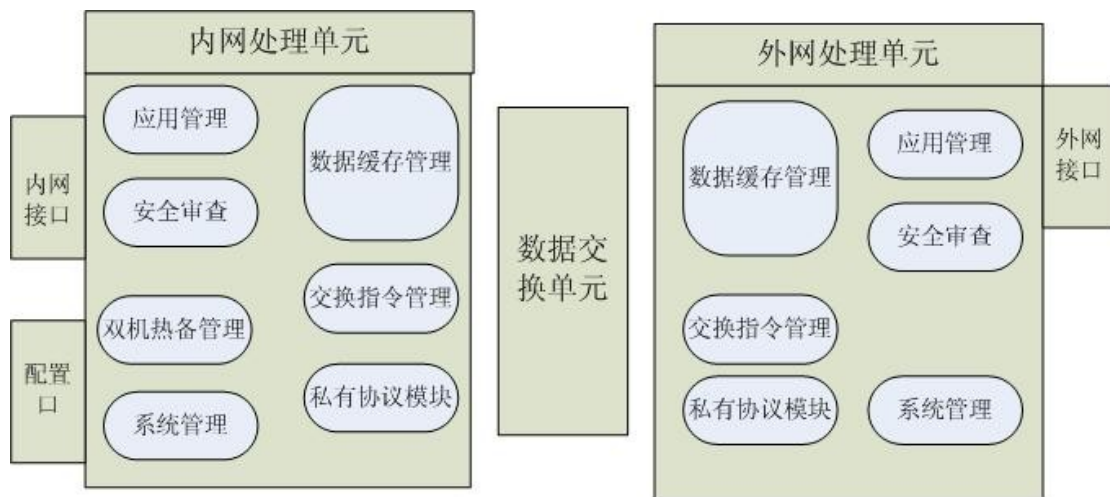 内网处理单元
应用管理
数据缓存管理
安全审查
交换指令管理
双机热备管理
私有协议模块
系统管理
内网
接口
配置
口
数据交
换单元
外网处理单元
数据缓存管理
应用管理
安全审查
交换指令管理
私有协议模块
系统管理
外网
接口